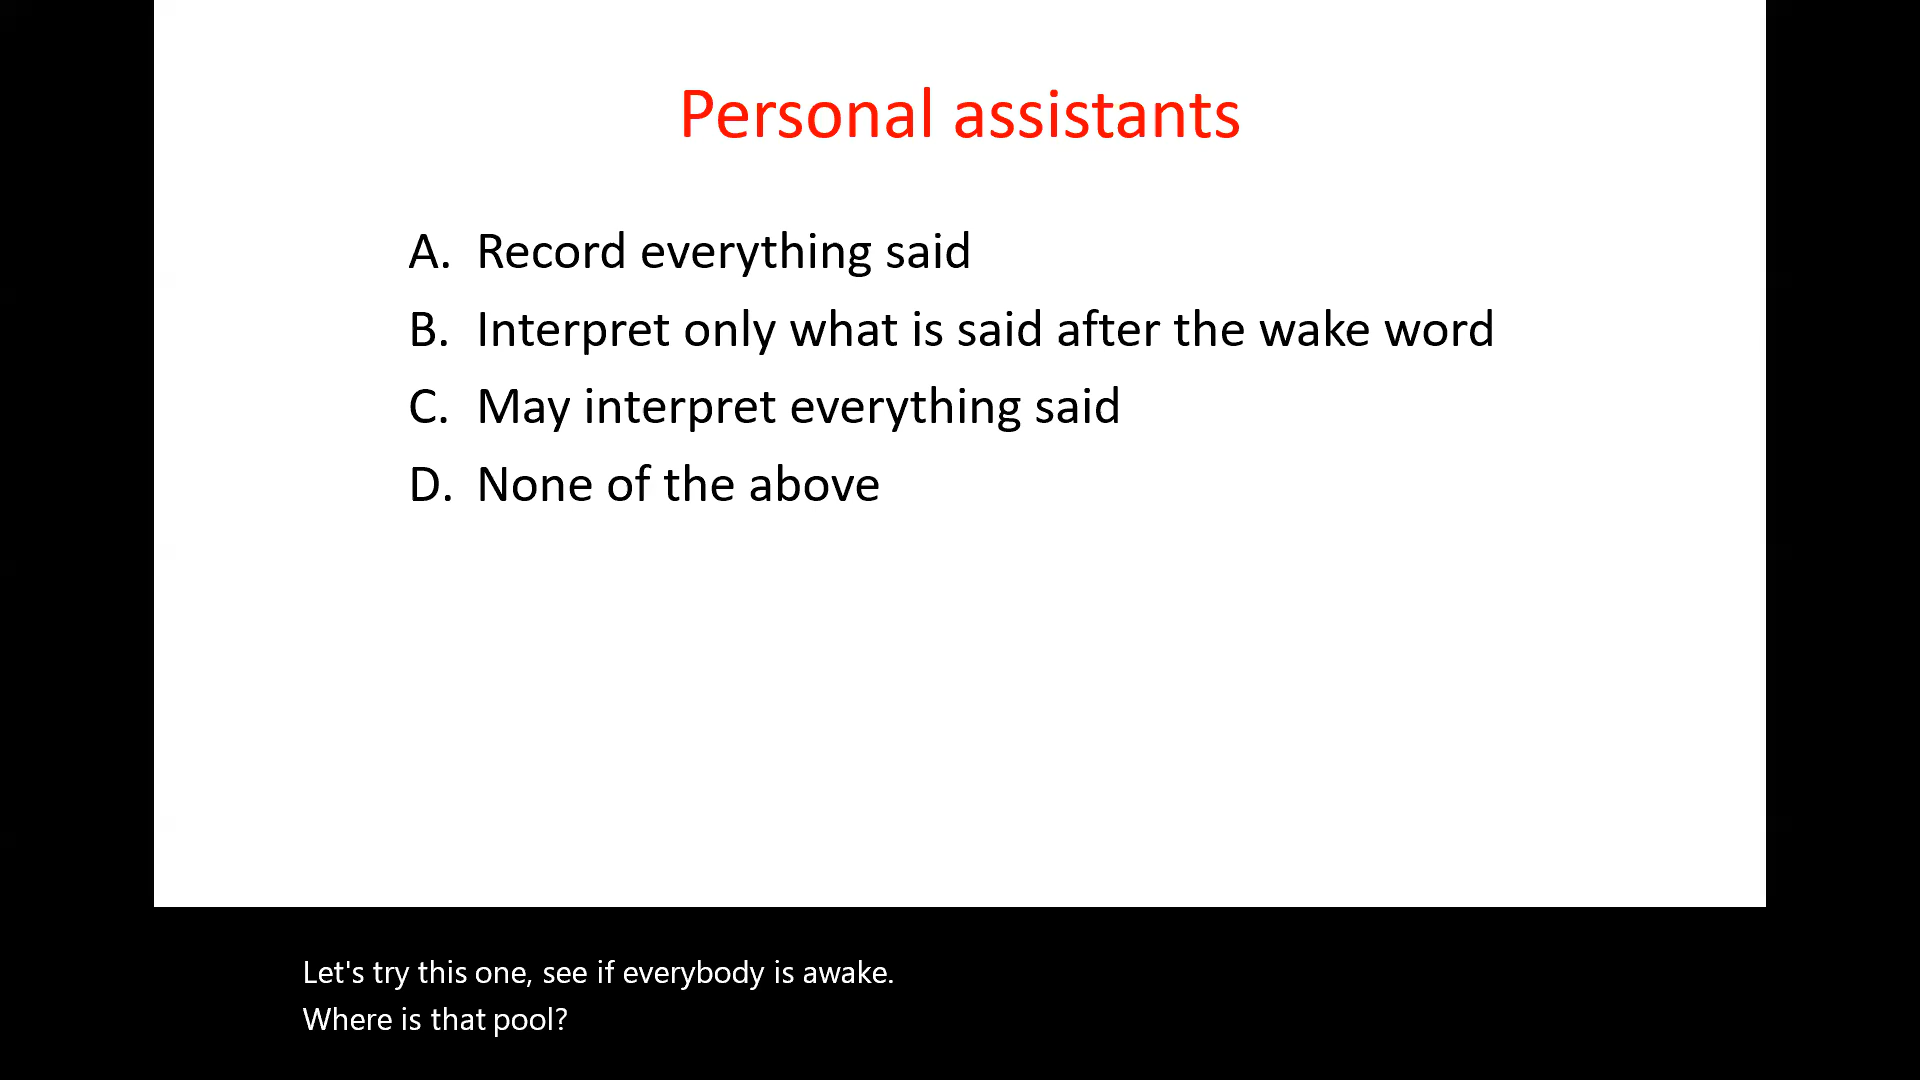 Personal assistants
A. Record everything said
B. Interpret only what is said after the wake word
C. May interpret everything said
D. None of the above
Let's try this one, see if everybody is awake.
Where is that pool?